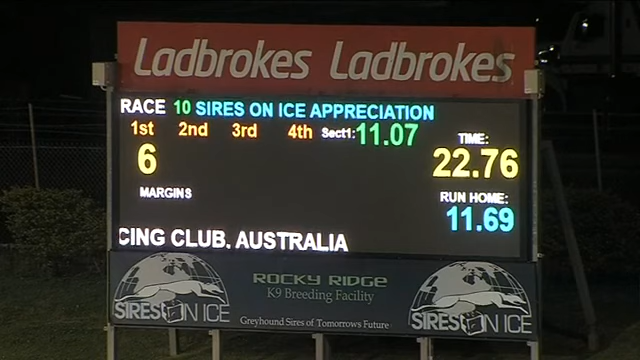 Ladbrokes Ladbrokes
RACE 10 SIRES ON ICE APPRECIATION
1st 2nd 3rd 4th Sect1: 11.07 TIME:
6 22.76
MARGINS RUN HOME:
11.69
CING CLUB, AUSTRALIA
SIRES ON ICE ROCKY RIDGE SIRES ON ICE
K9 Breeding Facility
Greyhound Sires of Tomorrows Future